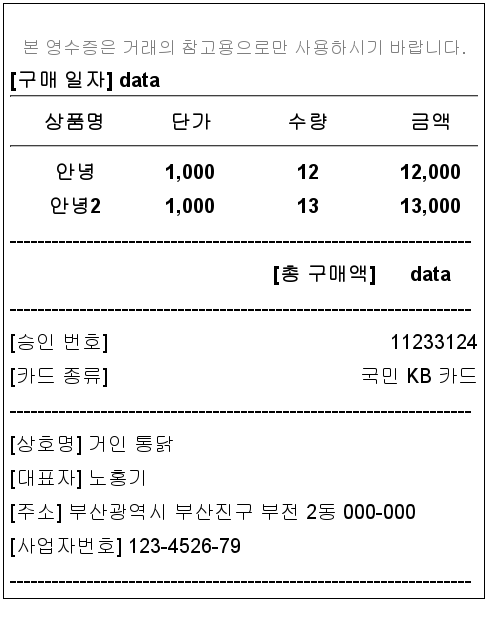 본 영수증은 거래의 참고용으로만 사용하시기 바랍니다.
[구매 일자] data
상품명 단가 수량 금액
안녕 1,000 12 12,000
안녕2 1,000 13 13,000
[총 구매액] data
[승인 번호] 11233124
[카드 종류] 국민 KB 카드
[상호명] 거인 통닭
[대표자] 노홍기
[주소] 부산광역시 부산진구 부전 2동 000-000
[사업자번호] 123-4526-79